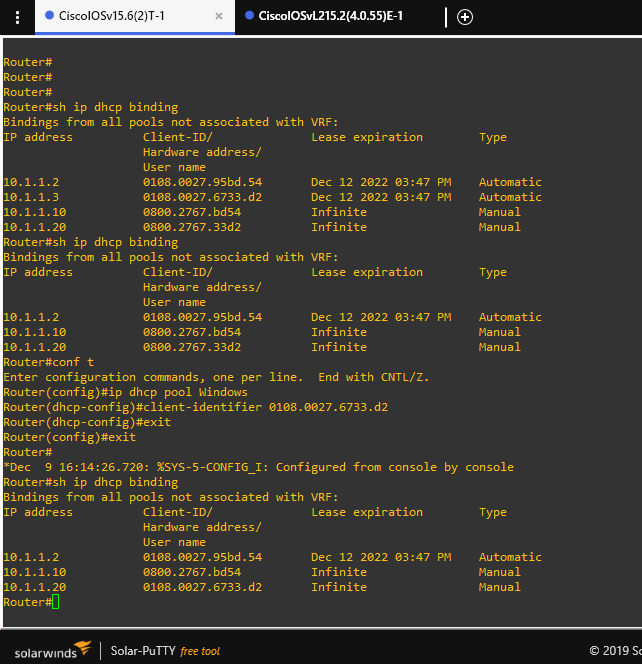 CiscoIOSv15.6(2)T-1
CiscoIOSvL215.2(4.0.55)E-1
Router#
Router#
Router#
Router#sh ip dhcp binding
Bindings from all pools not associated with VRF:
IP address Client-ID/ Lease expiration Type
Hardware address/
User name
10.1.1.2 0108.0027.95bd.54 Dec 12 2022 03:47 PM Automatic
10.1.1.3 0108.0027.6733.d2 Dec 12 2022 03:47 PM Automatic
10.1.1.10 0800.2767.bd54 Infinite Manual
10.1.1.20 0800.2767.33d2 Infinite Manual
Router#sh ip dhcp binding
Bindings from all pools not associated with VRF:
IP address Client-ID/ Lease expiration Type
Hardware address/
User name
10.1.1.2 0108.0027.95bd.54 Dec 12 2022 03:47 PM Automatic
10.1.1.10 0800.2767.bd54 Infinite Manual
10.1.1.20 0800.2767.33d2 Infinite Manual
Router#conf t
Enter configuration commands, one per line. End with CNTL/Z.
Router(config)#ip dhcp pool Windows
Router(dhcp-config)#client-identifier 0108.0027.6733.d2
Router(dhcp-config)#exit
Router(config)#exit
Router#
*Dec 9 16:14:26.720: %SYS-5-CONFIG_I: Configured from console by console
Router#sh ip dhcp binding
Bindings from all pools not associated with VRF:
IP address Client-ID/ Lease expiration Type
Hardware address/
User name
10.1.1.2 0108.0027.95bd.54 Dec 12 2022 03:47 PM Automatic
10.1.1.10 0800.2767.bd54 Infinite Manual
10.1.1.20 0108.0027.6733.d2 Infinite Manual
Router#
solarwinds Solar-PuTTY free tool © 2019 So